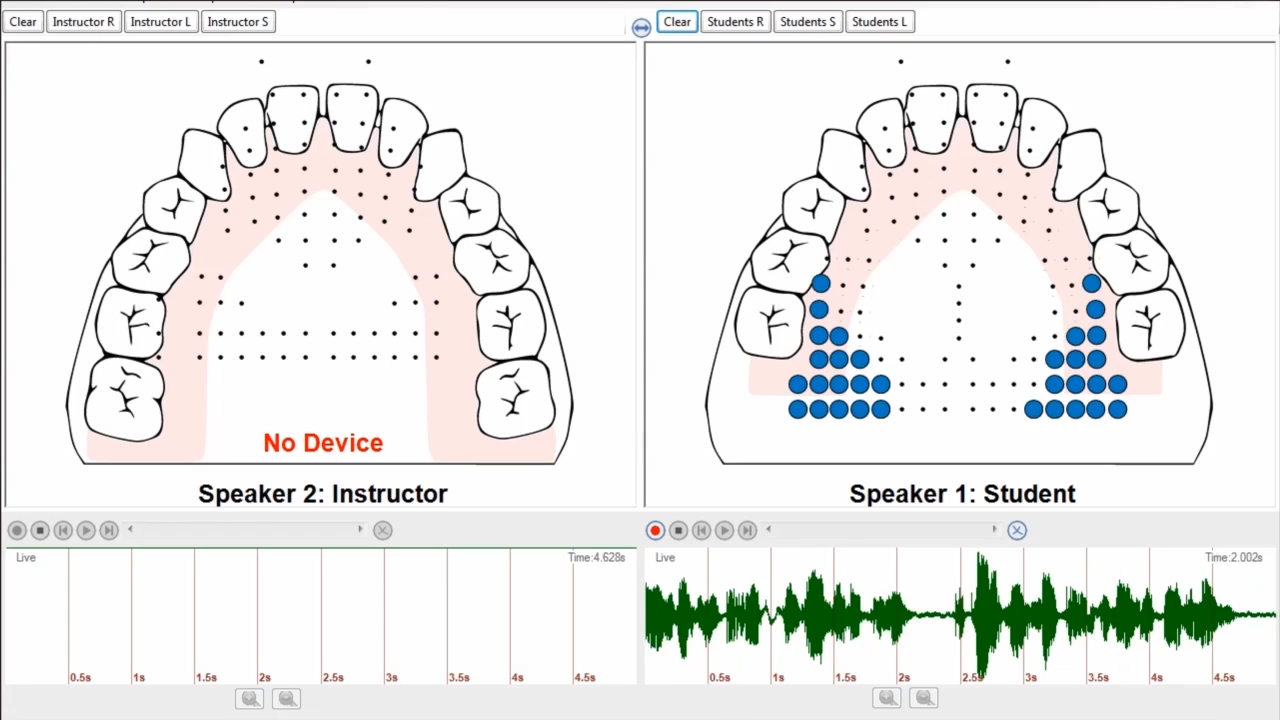 Clear Instructor R Instructor L Instructor S
Clear Students R Students S Students L
No Device
Speaker 2: Instructor
Speaker 1: Student
Live Time:4.628s
0.5s 1s 1.5s 2s 2.5s 3s 3.5s 4s 4.5s
Live Time:2.002s
0.5s 1s 1.5s 2s 2.5s 3s 3.5s 4s 4.5s